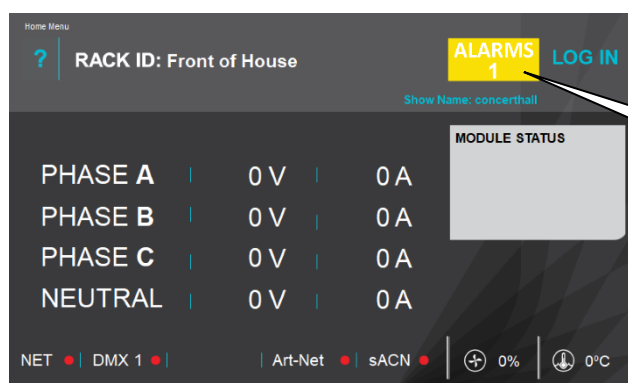 Home Menu
? RACK ID: Front of House
ALARMS
1
LOG IN
Show Name: concerthall
MODULE STATUS
PHASE A | 0 V | 0 A
PHASE B | 0 V | 0 A
PHASE C | 0 V | 0 A
NEUTRAL | 0 V | 0 A
NET | DMX 1 | | Art-Net | sACN 0% 0°C